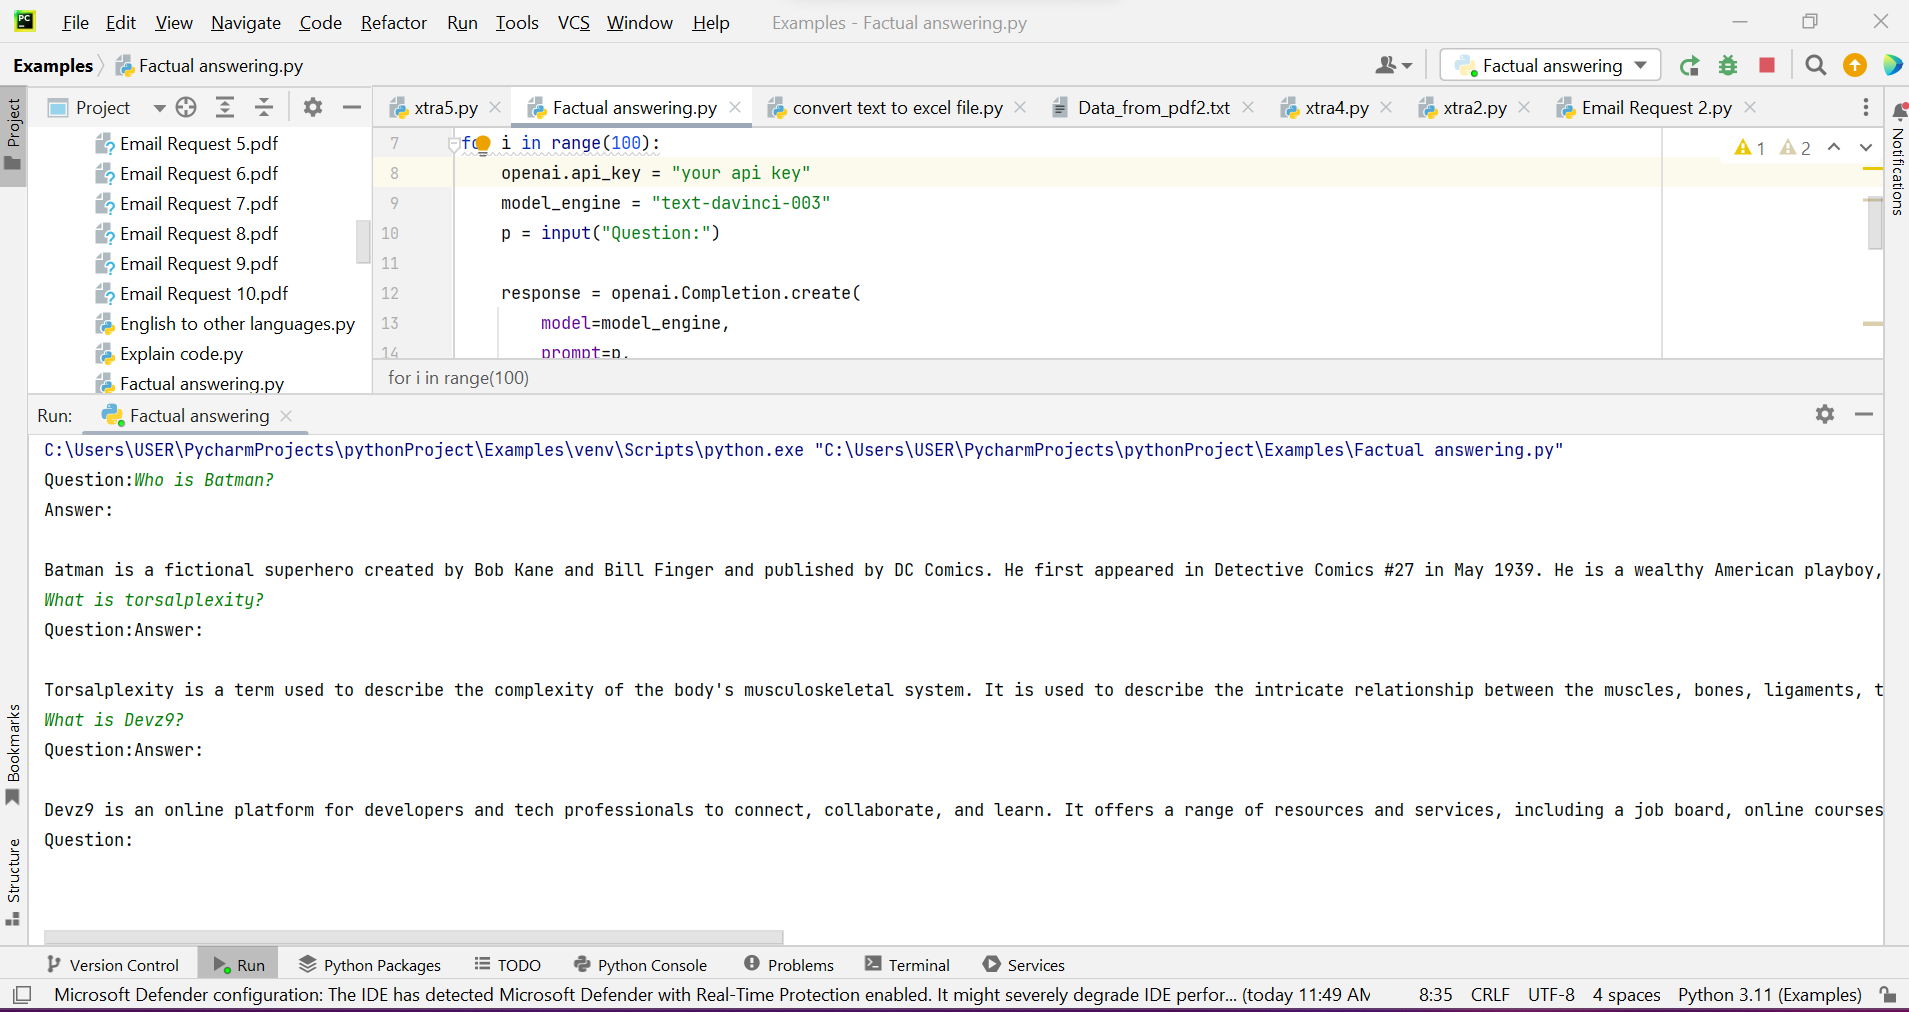 PC File Edit View Navigate Code Refactor Run Tools VCS Window Help Examples - Factual answering.py
Examples Factual answering.py Factual answering
Project xtra5.py Factual answering.py convert text to excel file.py Data_from_pdf2.txt xtra4.py xtra2.py Email Request 2.py
Project
Notifications
Email Request 5.pdf
Email Request 6.pdf
Email Request 7.pdf
Email Request 8.pdf
Email Request 9.pdf
Email Request 10.pdf
English to other languages.py
Explain code.py
Factual answering.py
7 i in range(100):
8 openai.api_key = "your api key"
9 model_engine = "text-davinci-003"
10 p = input("Question:")
11
12 response = openai.Completion.create(
13 model=model_engine,
14 prompt=p,
1 2
for i in range(100)
Run: Factual answering
C:\Users\USER\PycharmProjects\pythonProject\Examples\venv\Scripts\python.exe "C:\Users\USER\PycharmProjects\pythonProject\Examples\Factual answering.py"
Question:Who is Batman?
Answer:
Batman is a fictional superhero created by Bob Kane and Bill Finger and published by DC Comics. He first appeared in Detective Comics #27 in May 1939. He is a wealthy American playboy,
What is torsalplexity?
Question:Answer:
Torsalplexity is a term used to describe the complexity of the body's musculoskeletal system. It is used to describe the intricate relationship between the muscles, bones, ligaments, t
What is Devz9?
Question:Answer:
Devz9 is an online platform for developers and tech professionals to connect, collaborate, and learn. It offers a range of resources and services, including a job board, online courses
Question:
Bookmarks
Structure
Version Control Run Python Packages TODO Python Console Problems Terminal Services
Microsoft Defender configuration: The IDE has detected Microsoft Defender with Real-Time Protection enabled. It might severely degrade IDE perfor... (today 11:49 AM 8:35 CRLF UTF-8 4 spaces Python 3.11 (Examples)